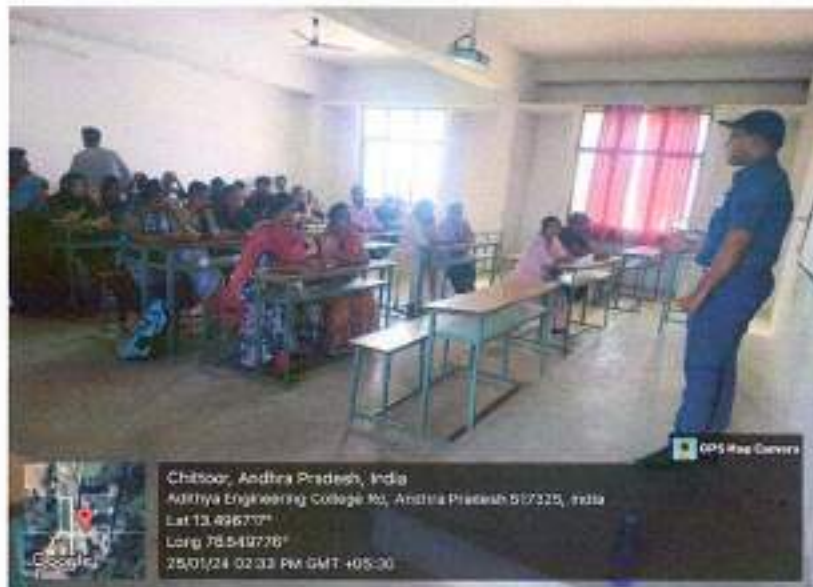 GPS Map Camera
Chittoor, Andhra Pradesh, India
Adithya Engineering College Rd, Andhra Pradesh 517325, India
Lat 13.496717°
Long 78.549776°
25/01/24 02:33 PM GMT +05:30
Google